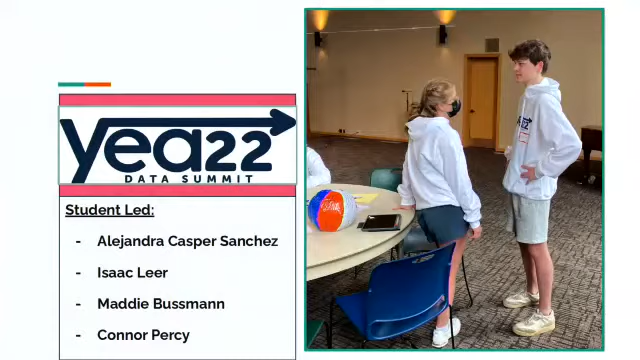 yea22
DATA SUMMIT
Student Led:
- Alejandra Casper Sanchez
- Isaac Leer
- Maddie Bussmann
- Connor Percy